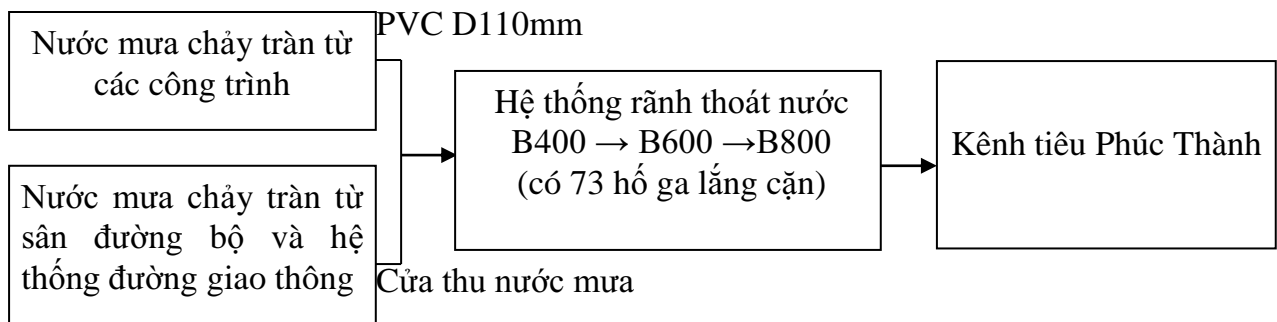 PVC D110mm
Nước mưa chảy tràn từ
các công trình
Nước mưa chảy tràn từ
sân đường bộ và hệ
thống đường giao thông
Cửa thu nước mưa
Hệ thống rãnh thoát nước
B400 → B600 →B800
(có 73 hố ga lắng cặn)
Kênh tiêu Phúc Thành